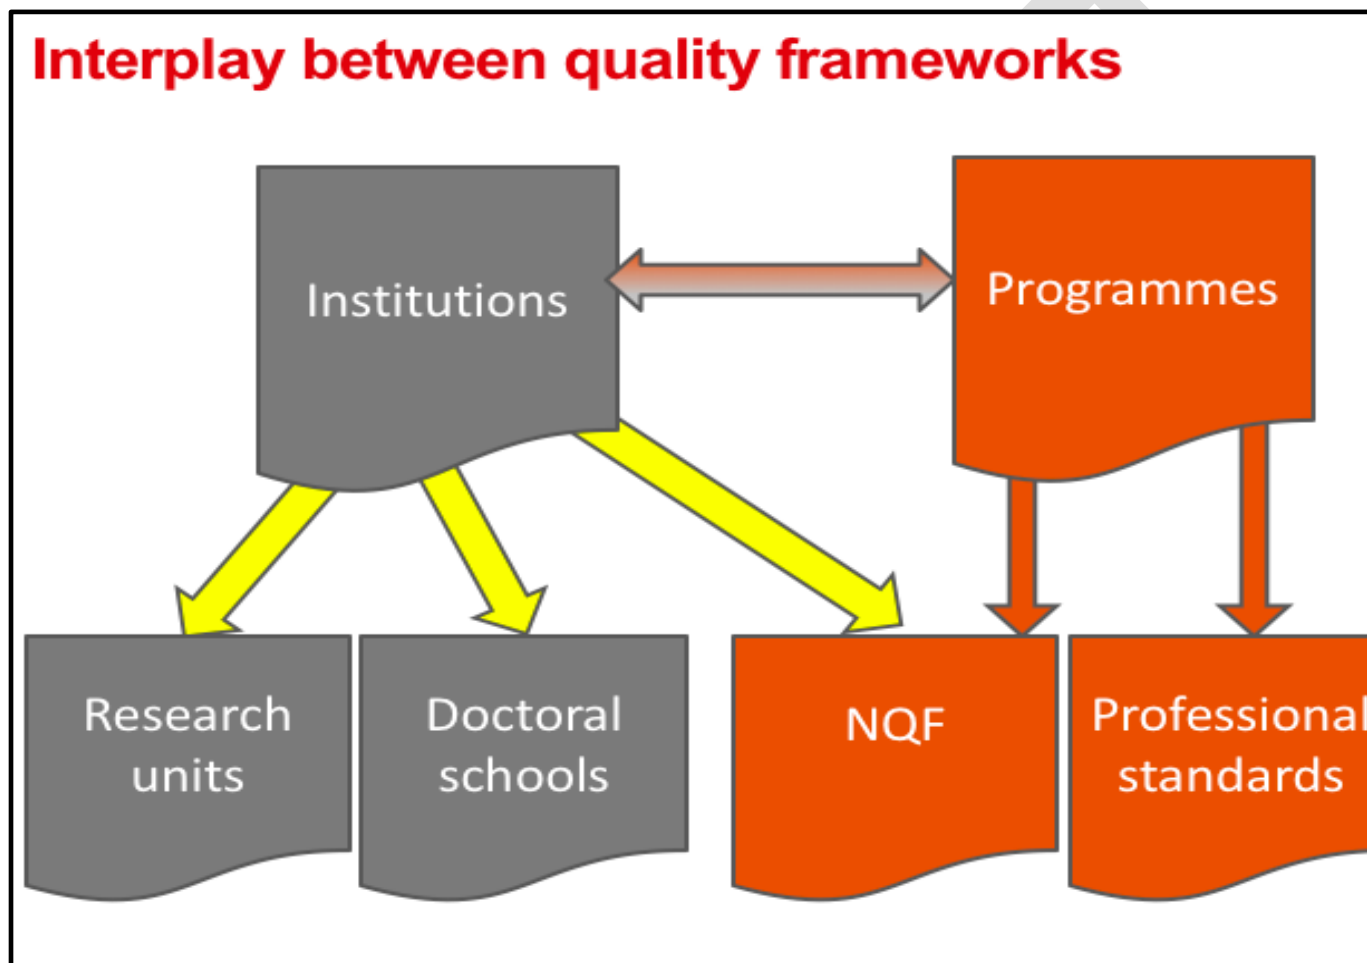 Interplay between quality frameworks
Institutions
Programmes
Research
units
Doctoral
schools
NQF
Professional
standards